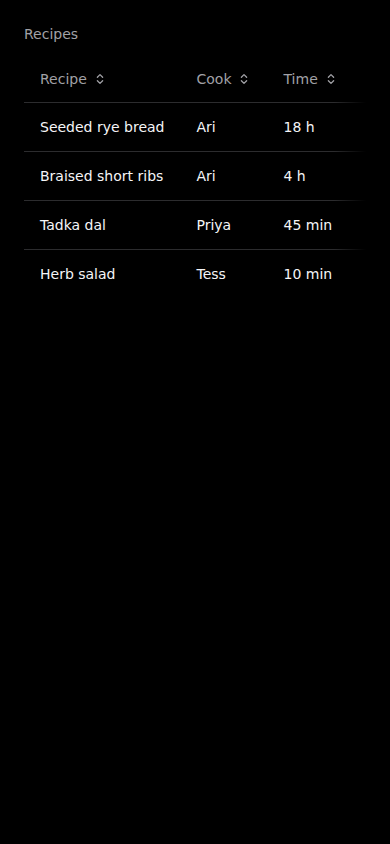 Recipes
Recipe Cook Time
Seeded rye bread Ari 18 h
Braised short ribs Ari 4 h
Tadka dal Priya 45 min
Herb salad Tess 10 min